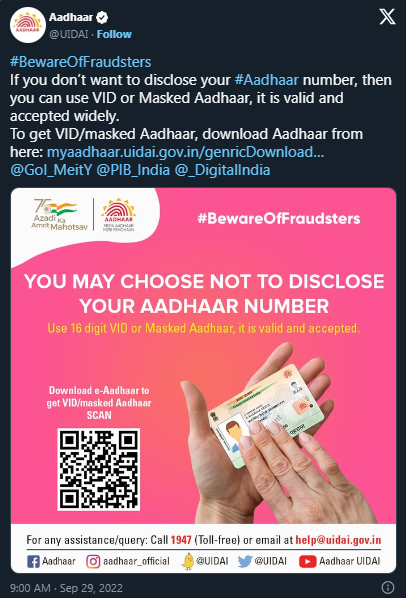 Aadhaar
@UIDAI · Follow
#BewareOfFraudsters
If you don't want to disclose your #Aadhaar number, then
you can use VID or Masked Aadhaar, it is valid and
accepted widely.
To get VID/masked Aadhaar, download Aadhaar from
here: myaadhaar.uidai.gov.in/genricDownload...
@GoI_MeitY @PIB_India @_DigitalIndia
75
Azadi Ka
Amrit Mahotsav
AADHAAR
#BewareOfFraudsters
YOU MAY CHOOSE NOT TO DISCLOSE
YOUR AADHAAR NUMBER
Use 16 digit VID or Masked Aadhaar, it is valid and accepted.
Download e-Aadhaar to
get VID/masked Aadhaar
SCAN
For any assistance/query: Call 1947 (Toll-free) or email at help@uidai.gov.in
Aadhaar aadhaar_official @UIDAI @UIDAI Aadhaar UIDAI
9:00 AM · Sep 29, 2022